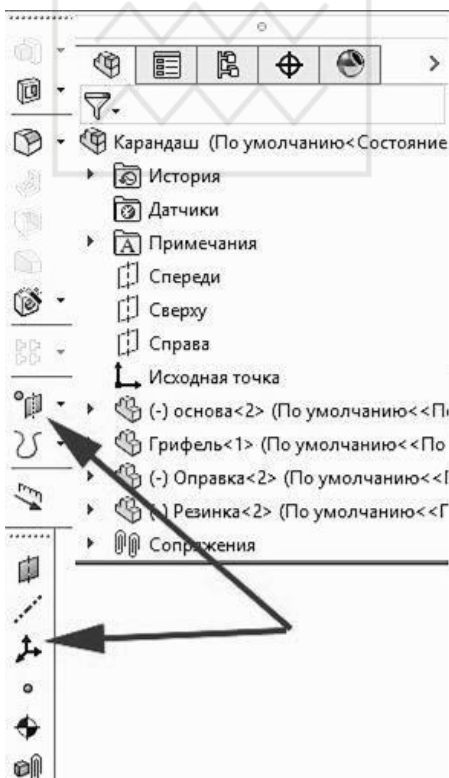 Карандаш (По умолчанию<Состояние
История
Датчики
A Примечания
Спереди
Сверху
Справа
Исходная точка
(-) основа<2> (По умолчанию<<По
Грифель<1> (По умолчанию<<По
(-) Оправка<2> (По умолчанию<<П
(-) Резинка<2> (По умолчанию<<П
Сопряжения